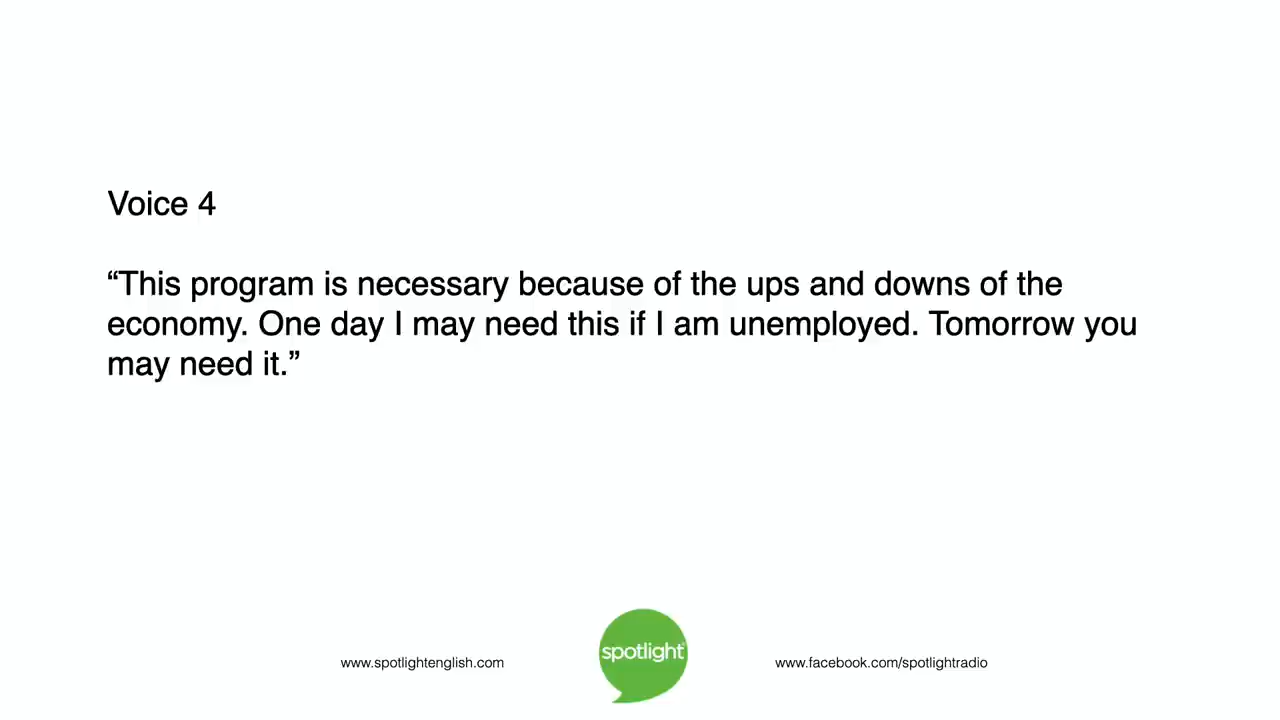 Voice 4
“This program is necessary because of the ups and downs of the
economy. One day I may need this if I am unemployed. Tomorrow you
may need it.”
spotlight
www.spotlightenglish.com
www.facebook.com/spotlightradio